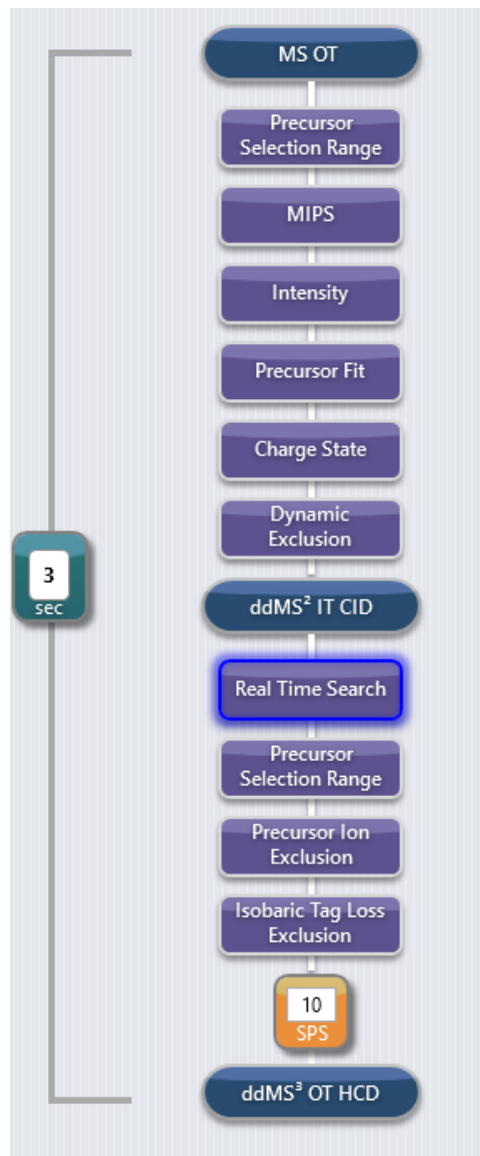 MS OT
Precursor
Selection Range
MIPS
Intensity
Precursor Fit
Charge State
Dynamic
Exclusion
3
sec
ddMS² IT CID
Real Time Search
Precursor
Selection Range
Precursor Ion
Exclusion
Isobaric Tag Loss
Exclusion
10
SPS
ddMS³ OT HCD